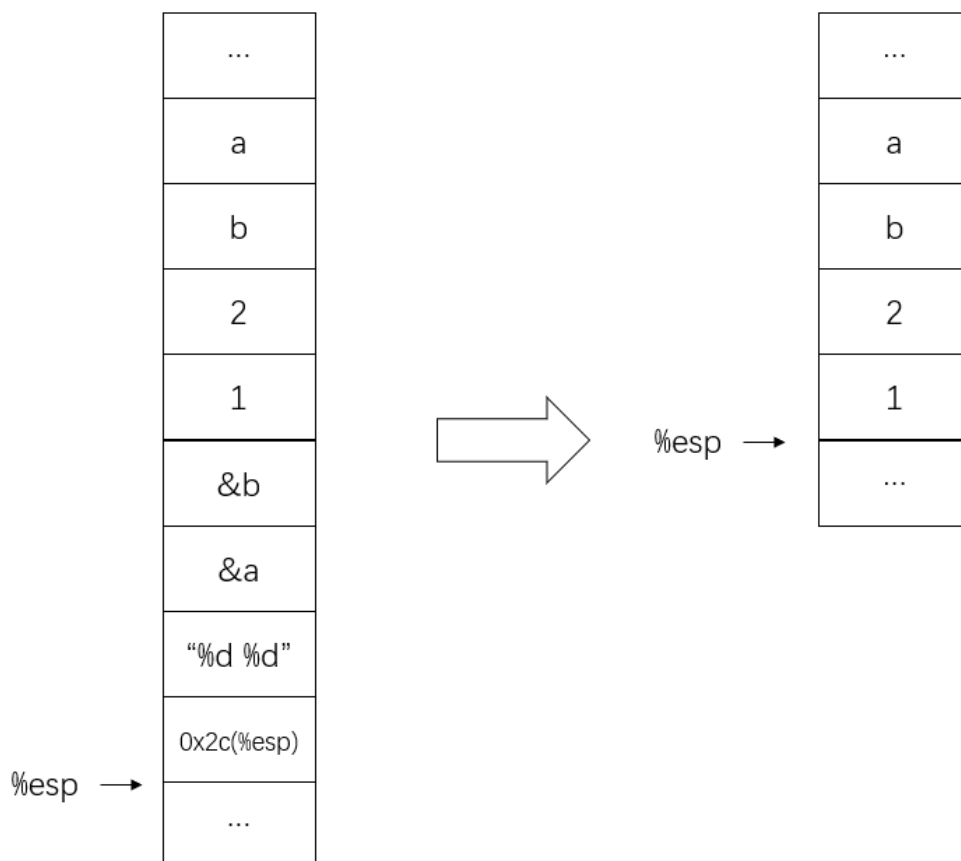 ...
a
b
2
1
&b
&a
“%d %d”
0x2c(%esp)
%esp
...
...
a
b
2
1
%esp
...